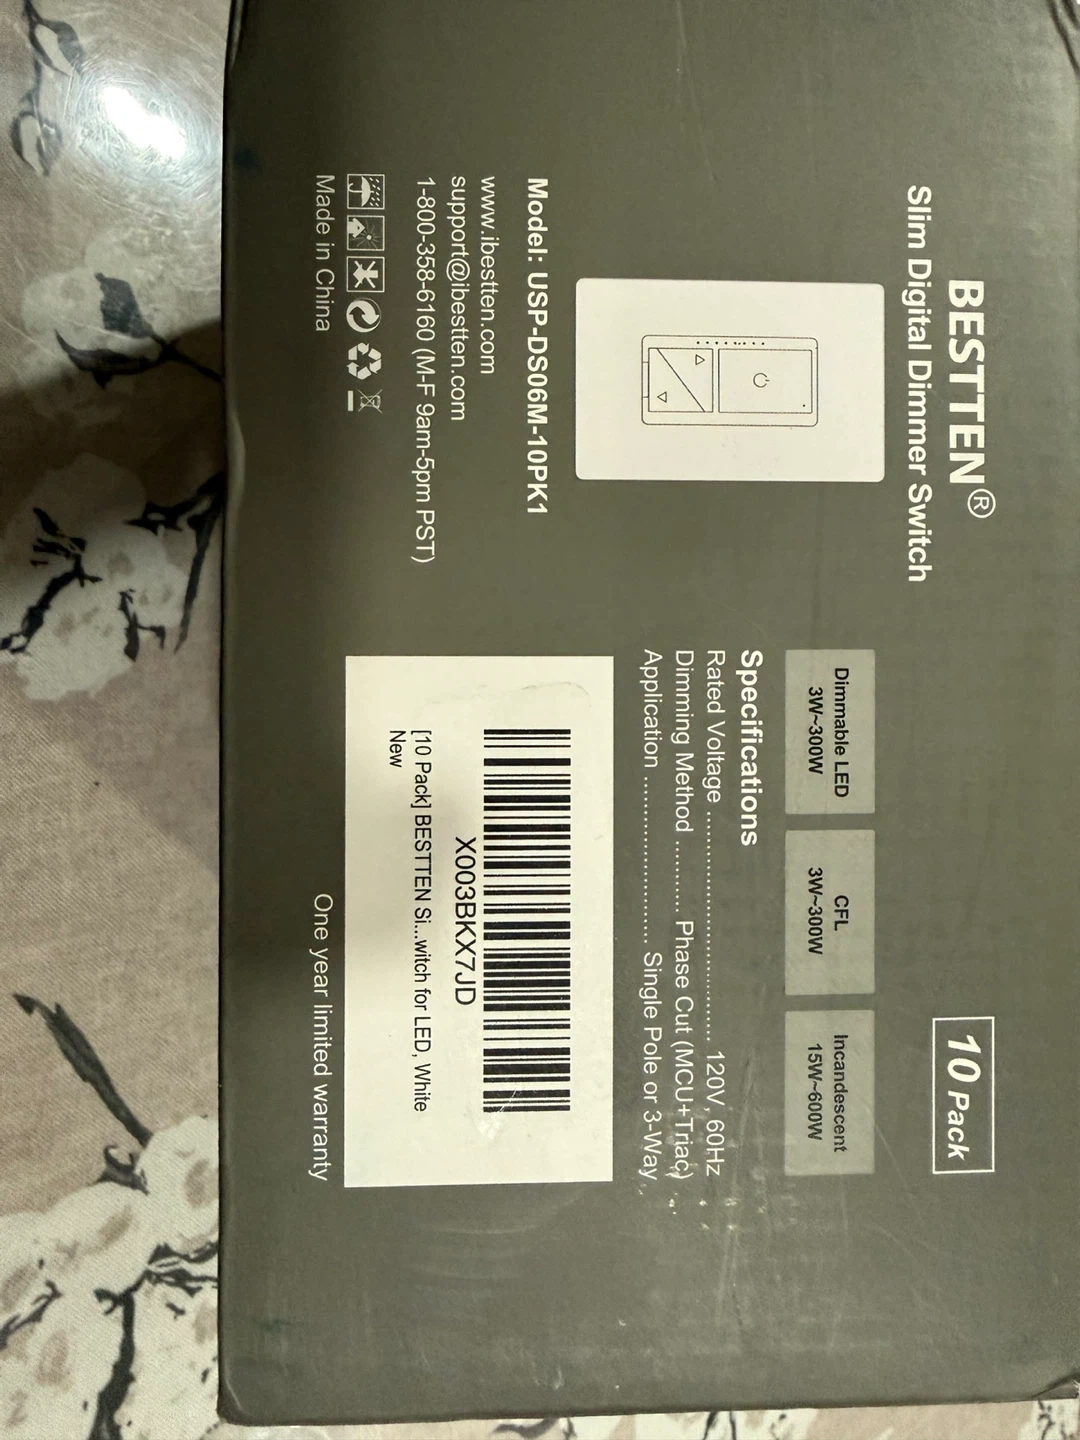 BESTTEN®
Slim Digital Dimmer Switch
10 Pack
Model: USP-DS06M-10PK1
www.ibestten.com
support@ibestten.com
1-800-358-6160 (M-F 9am-5pm PST)
Made in China
Dimmable LED
3W~300W
CFL
3W~300W
Incandescent
15W~600W
Specifications
Rated Voltage ........................................ 120V, 60Hz
Dimming Method ........... Phase Cut (MCU+Triac)
Application ........................ Single Pole or 3-Way
X003BKX7JD
[10 Pack] BESTTEN Si...witch for LED, White
New
One year limited warranty